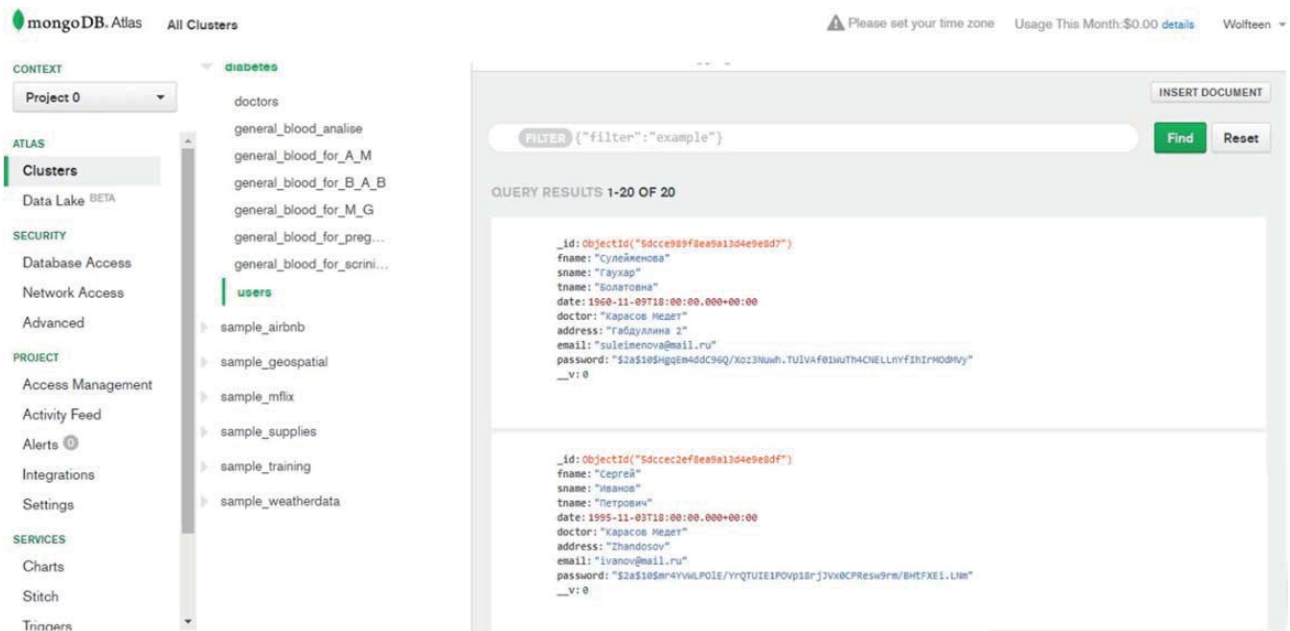 mongoDB. Atlas
All Clusters
Please set your time zone
Usage This Month:$0.00 details
Wolfteen
CONTEXT
Project 0
ATLAS
Clusters
Data Lake BETA
SECURITY
Database Access
Network Access
Advanced
PROJECT
Access Management
Activity Feed
Alerts 0
Integrations
Settings
SERVICES
Charts
Stitch
Triggers
diabetes
doctors
general_blood_analise
general_blood_for_A_M
general_blood_for_B_A_B
general_blood_for_M_G
general_blood_for_preg...
general_blood_for_scrini...
users
sample_airbnb
sample_geospatial
sample_mflix
sample_supplies
sample_training
sample_weatherdata
INSERT DOCUMENT
FILTER {"filter":"example"}
Find
Reset
QUERY RESULTS 1-20 OF 20
_id:ObjectId("5dcce989f8ea9a13d4e9e8d7")
fname:"Сулейменова"
sname:"Гаухар"
tname:"Болатовна"
date:1960-11-09T18:00:00.000+00:00
doctor:"Карасов Медет"
address:"Габдуллина 2"
email:"suleimenova@mail.ru"
password:
__v:0
_id:ObjectId("5dccec2ef8ea9a13d4e9e8df")
fname:"Сергей"
sname:"Иванов"
tname:"Петрович"
date:1995-11-03T18:00:00.000+00:00
doctor:"Карасов Медет"
address:"Zhandosov"
email:"ivanov@mail.ru"
password:
__v:0